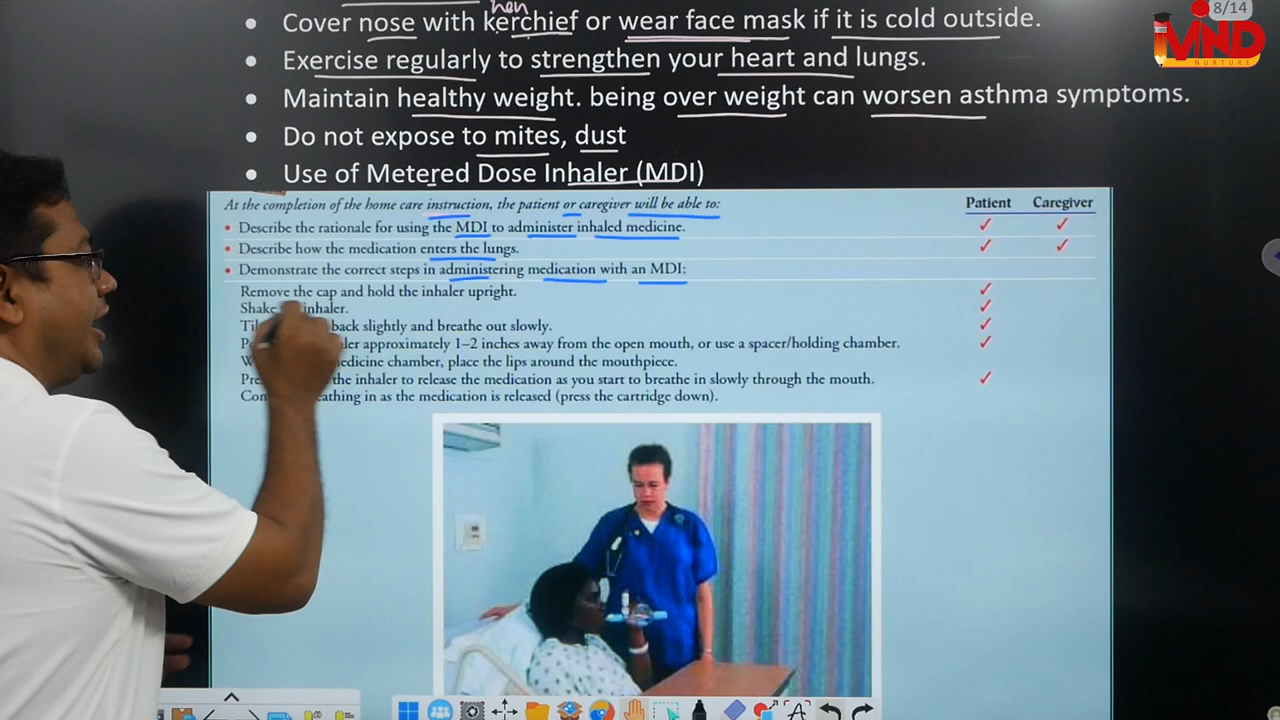 8/14
MIND
NURTURE
• Cover nose with kerchief or wear face mask if it is cold outside.
• Exercise regularly to strengthen your heart and lungs.
• Maintain healthy weight. being over weight can worsen asthma symptoms.
• Do not expose to mites, dust
• Use of Metered Dose Inhaler (MDI)
At the completion of the home care instruction, the patient or caregiver will be able to: Patient Caregiver
• Describe the rationale for using the MDI to administer inhaled medicine. ✓ ✓
• Describe how the medication enters the lungs. ✓ ✓
• Demonstrate the correct steps in administering medication with an MDI:
Remove the cap and hold the inhaler upright. ✓
Shake inhaler. ✓
back slightly and breathe out slowly. ✓
approximately 1–2 inches away from the open mouth, or use a spacer/holding chamber. ✓
chamber, place the lips around the mouthpiece.
the inhaler to release the medication as you start to breathe in slowly through the mouth. ✓
in as the medication is released (press the cartridge down).